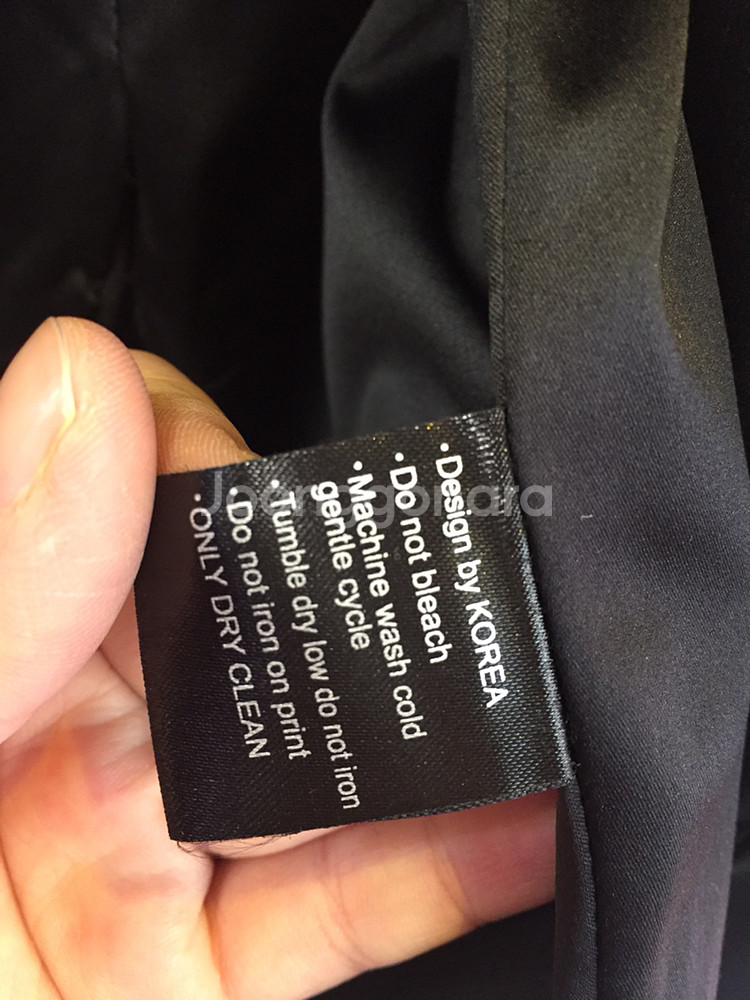 •Design by KOREA
•Do not bleach
•Machine wash cold
gentle cycle
•Tumble dry low do not iron
•Do not iron on print
•ONLY DRY CLEAN
Joonggonara